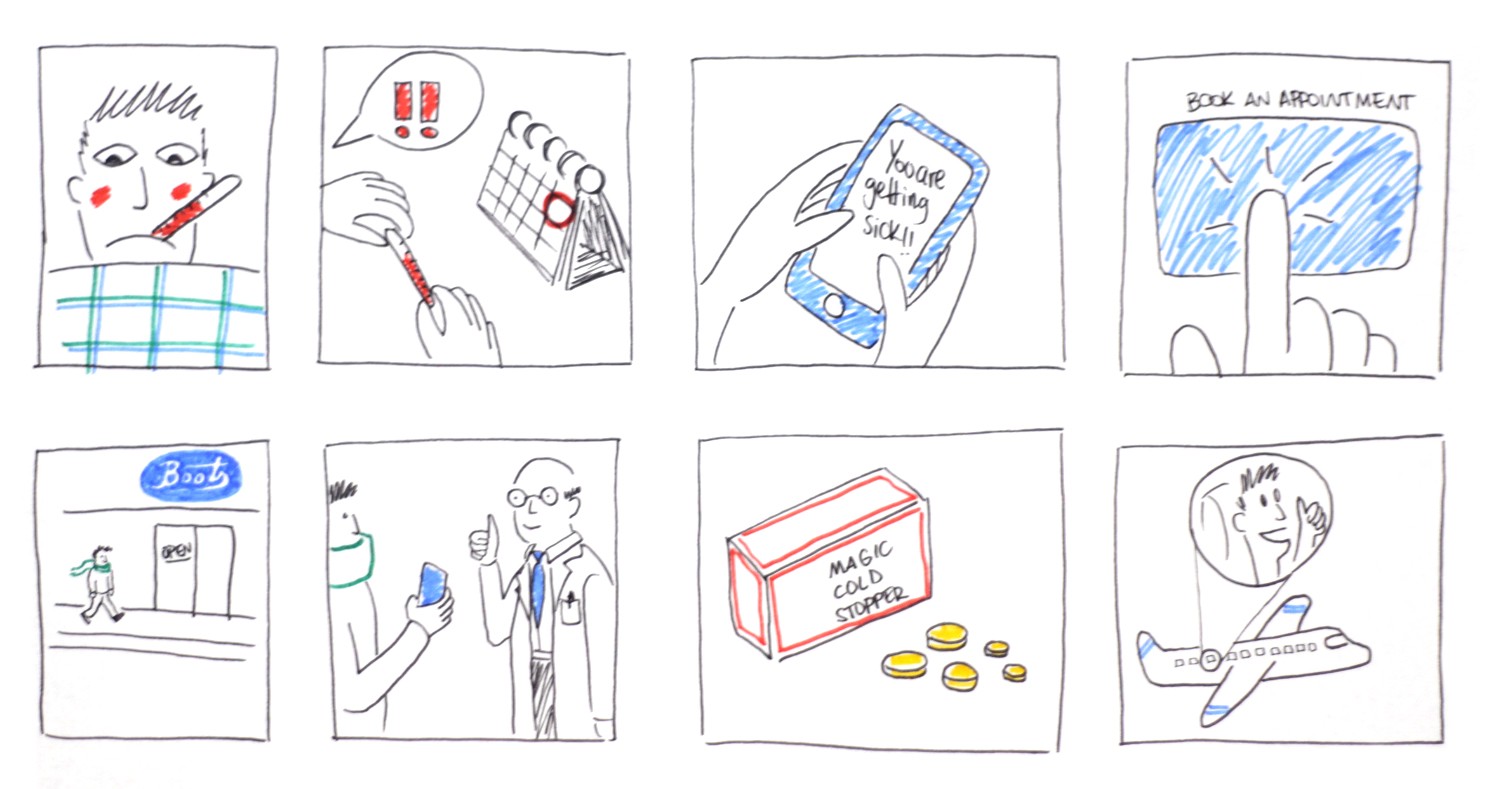 !!
You are
getting
sick!!
BOOK AN APPOINTMENT
Boots
OPEN
MAGIC
COLD
STOPPER